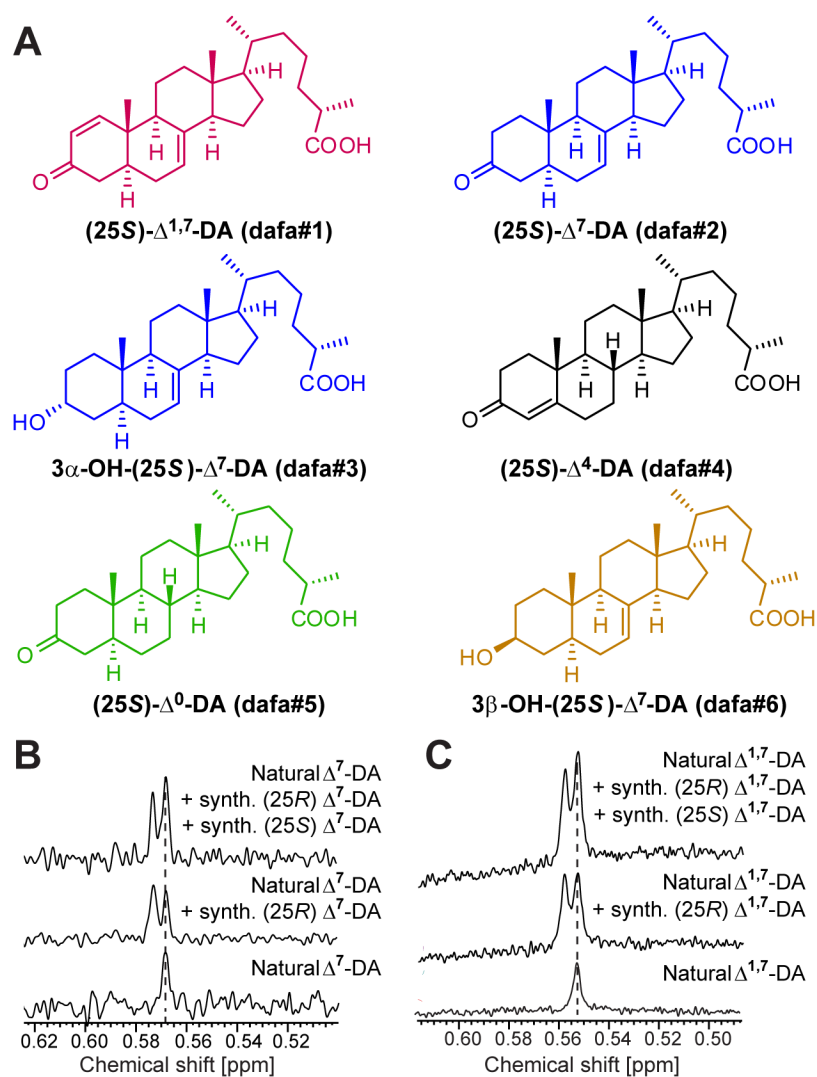 A
O
H
H
H
H
COOH
(25S)-Δ1,7-DA (dafa#1)
O
H
H
H
H
COOH
(25S)-Δ7-DA (dafa#2)
HO
H
H
H
H
COOH
3α-OH-(25S)-Δ7-DA (dafa#3)
O
H
H
H
H
COOH
(25S)-Δ4-DA (dafa#4)
O
H
H
H
H
H
COOH
(25S)-Δ0-DA (dafa#5)
HO
H
H
H
H
COOH
3β-OH-(25S)-Δ7-DA (dafa#6)
B
Natural Δ7-DA
+ synth. (25R) Δ7-DA
+ synth. (25S) Δ7-DA
Natural Δ7-DA
+ synth. (25R) Δ7-DA
Natural Δ7-DA
0.62 0.60 0.58 0.56 0.54 0.52
Chemical shift [ppm]
C
Natural Δ1,7-DA
+ synth. (25R) Δ1,7-DA
+ synth. (25S) Δ1,7-DA
Natural Δ1,7-DA
+ synth. (25R) Δ1,7-DA
Natural Δ1,7-DA
0.60 0.58 0.56 0.54 0.52 0.50
Chemical shift [ppm]